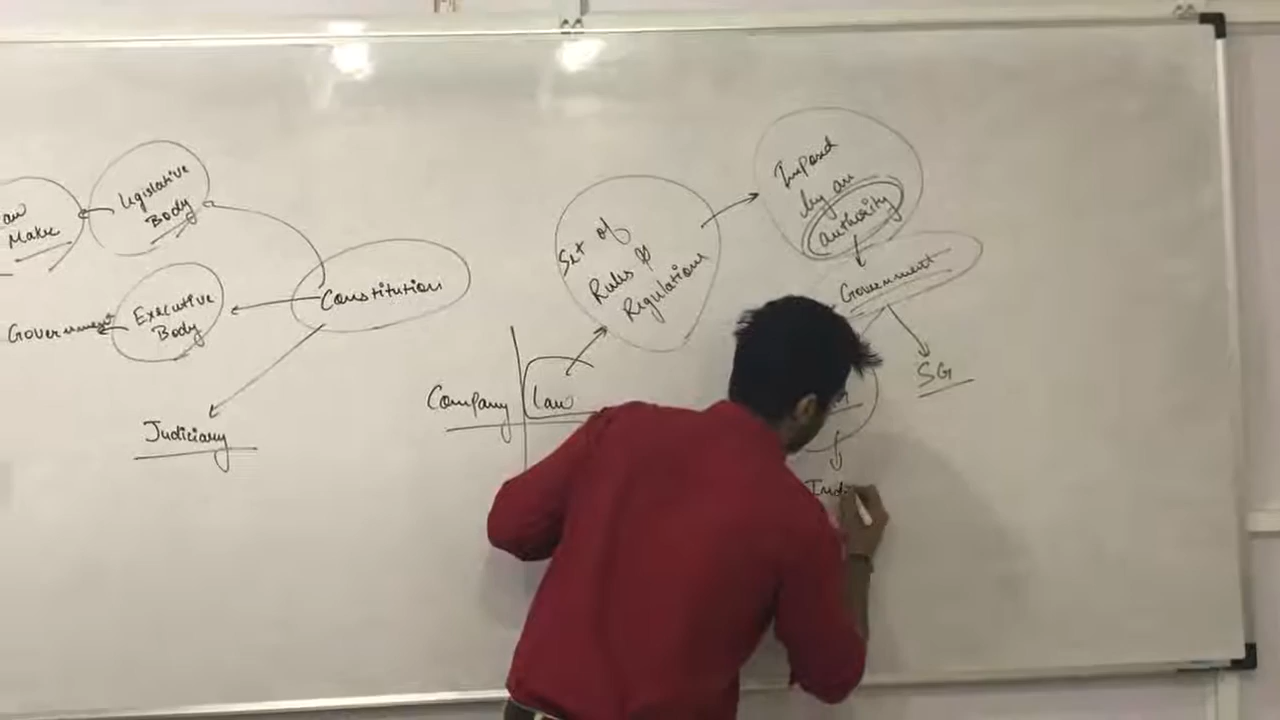 Legislative
Body
Make
Constitution
Executive
Body
Government
Judiciary
Company
Law
Set of
Rules &
Regulations
Imposed
by an
authority
Government
SG